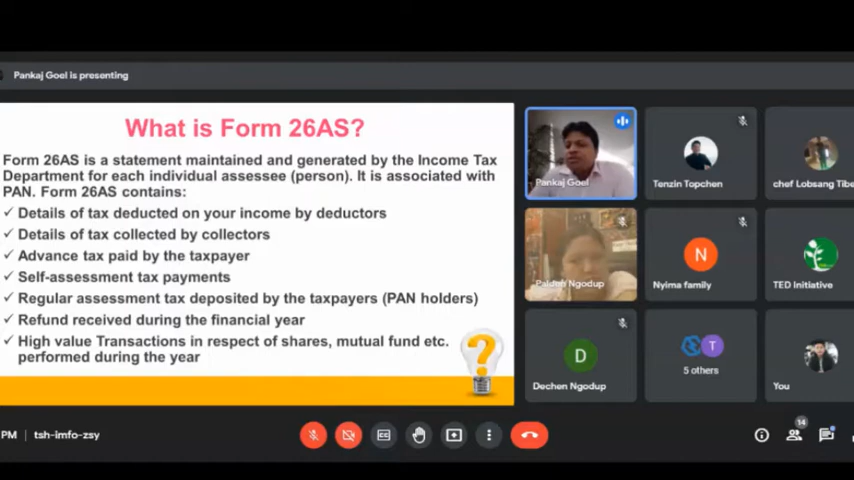 Pankaj Goel is presenting
What is Form 26AS?
Form 26AS is a statement maintained and generated by the Income Tax
Department for each individual assessee (person). It is associated with
PAN. Form 26AS contains:
✓ Details of tax deducted on your income by deductors
✓ Details of tax collected by collectors
✓ Advance tax paid by the taxpayer
✓ Self-assessment tax payments
✓ Regular assessment tax deposited by the taxpayers (PAN holders)
✓ Refund received during the financial year
✓ High value Transactions in respect of shares, mutual fund etc.
performed during the year
Pankaj Goel
Tenzin Topchen
chef Lobsang Tibe
Palden Ngodup
N
Nyima family
TED Initiative
D
Dechen Ngodup
T
5 others
You
PM | tsh-imfo-zsy
CC
14